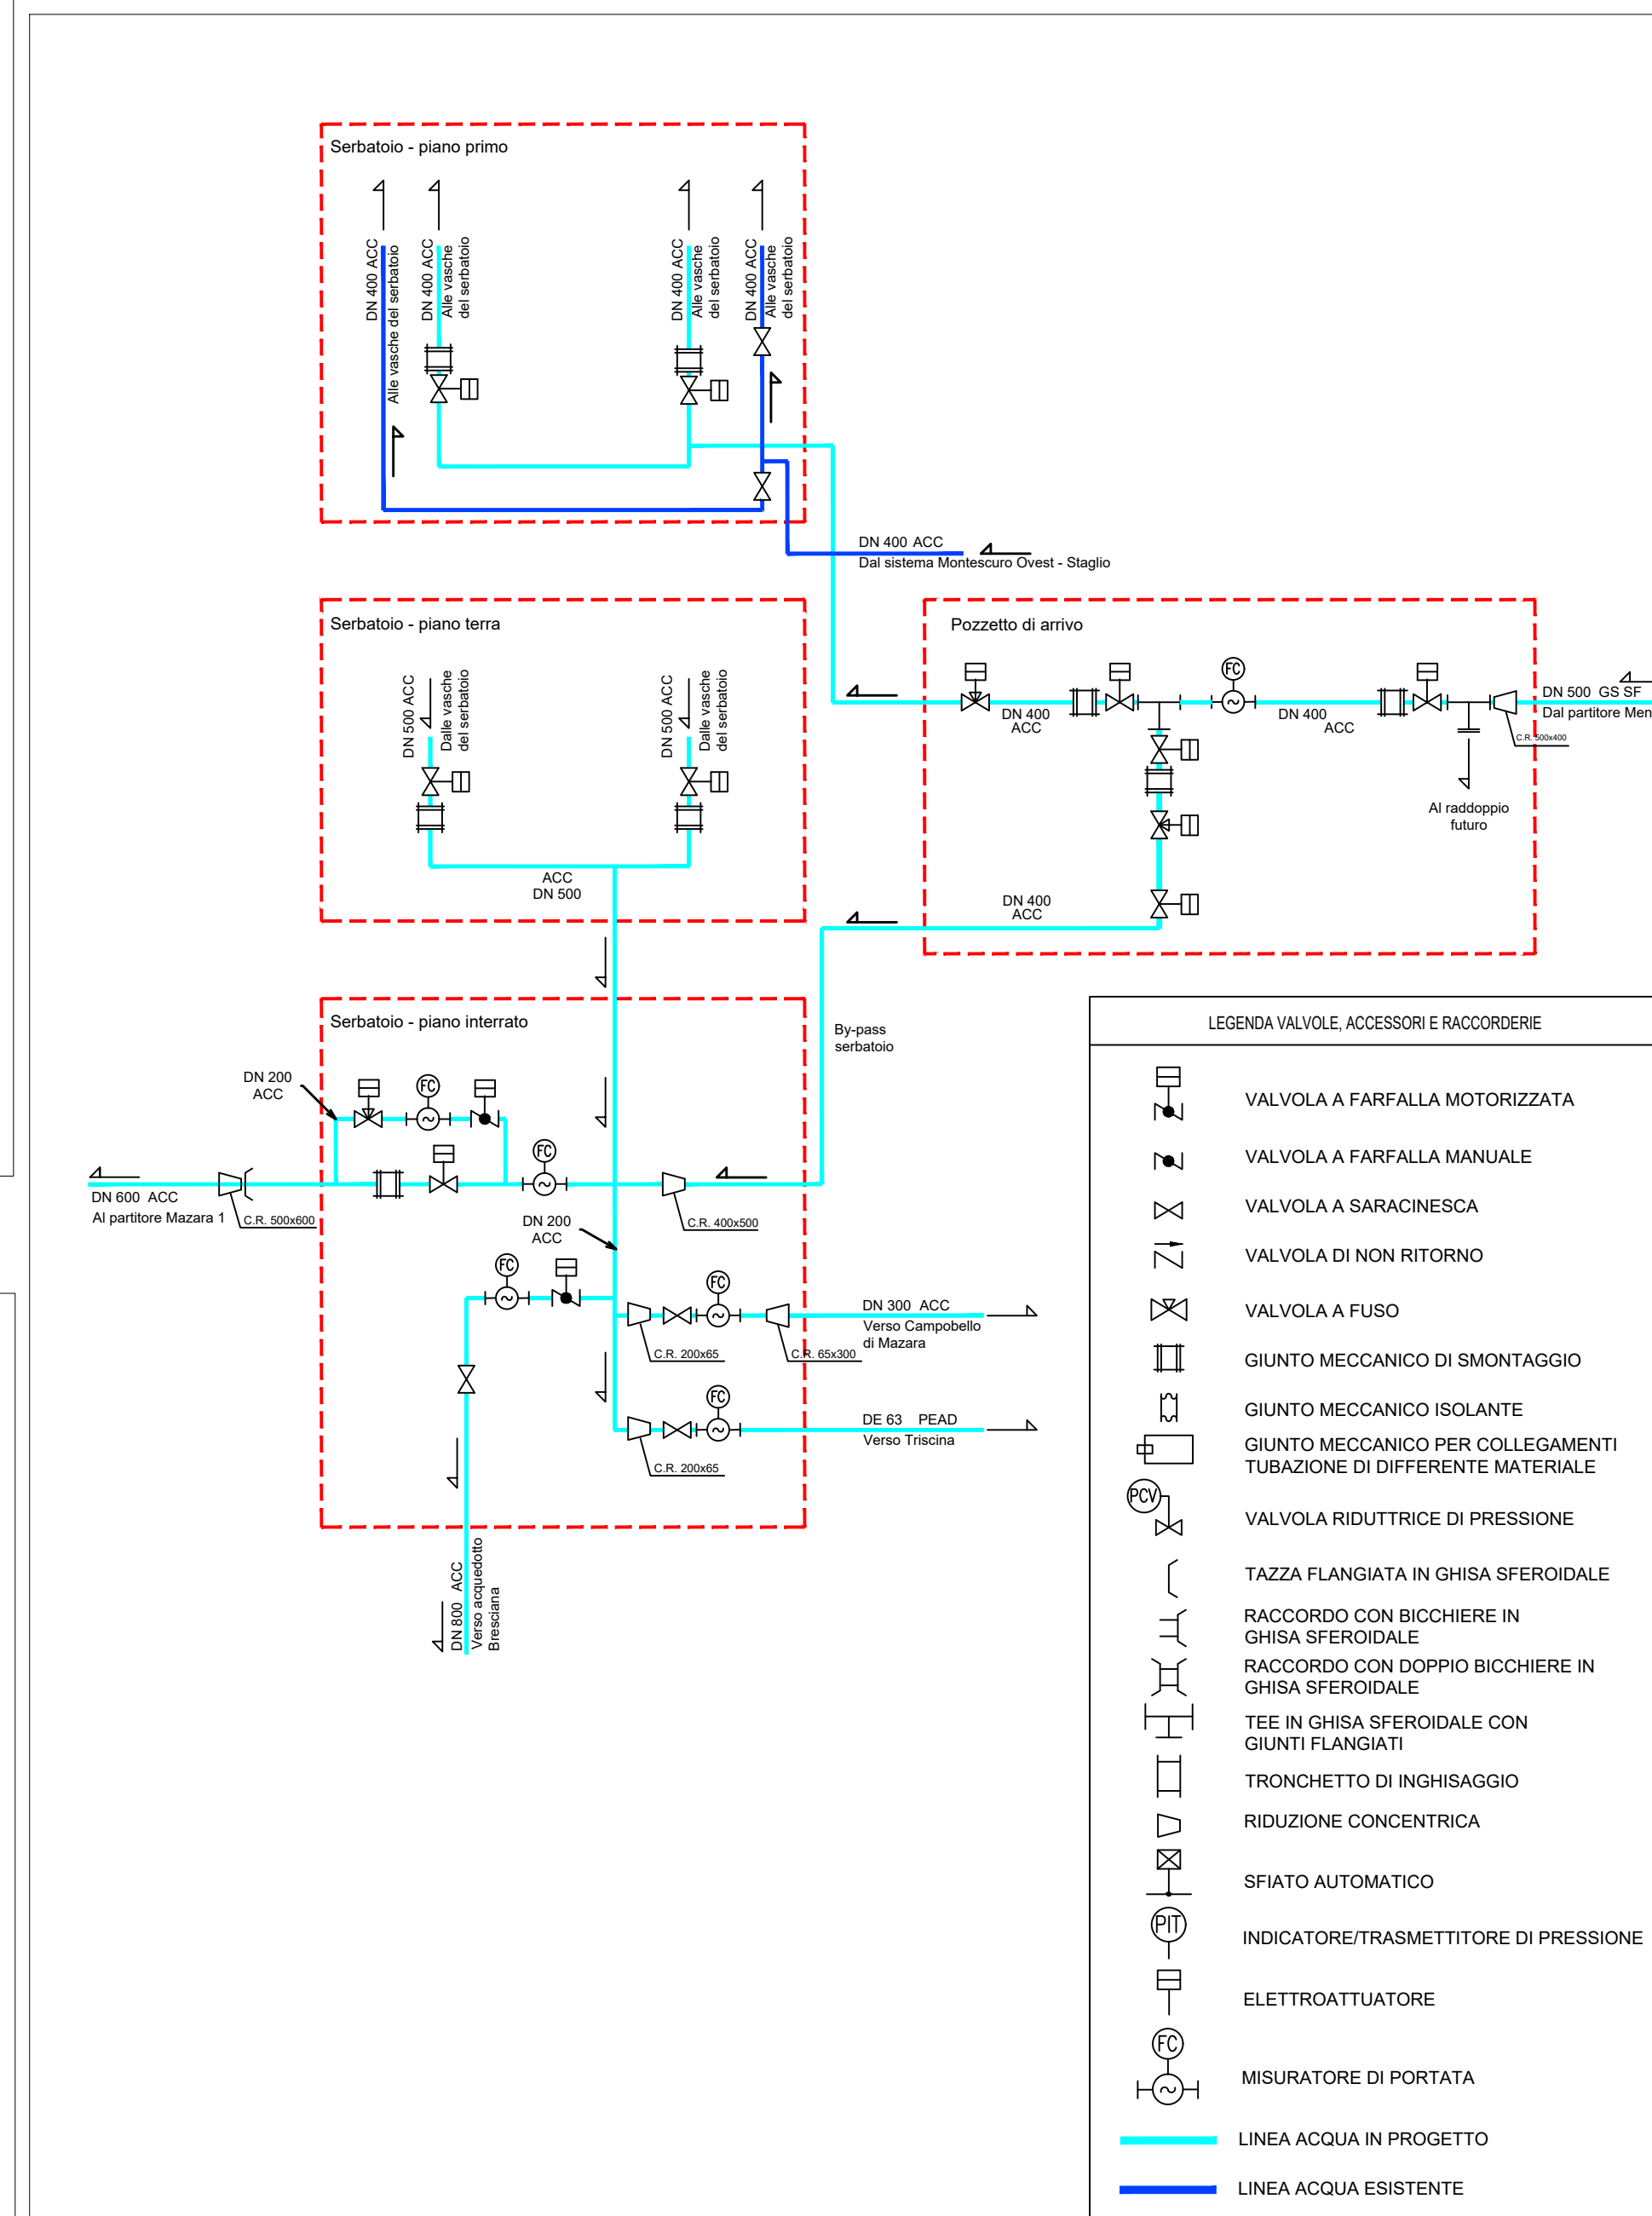 Serbatoio - piano primo
DN 400 ACC
Alle vasche del serbatoio
DN 400 ACC
Alle vasche
del serbatoio
DN 400 ACC
Alle vasche
del serbatoio
DN 400 ACC
Alle vasche
del serbatoio
DN 400 ACC
Dal sistema Montescuro Ovest - Staglio
Serbatoio - piano terra
DN 500 ACC
Dalle vasche
del serbatoio
DN 500 ACC
Dalle vasche
del serbatoio
ACC
DN 500
Pozzetto di arrivo
FC
DN 400
ACC
DN 400
ACC
DN 500 GS SF
Dal partitore Men
C.R. 500x400
Al raddoppio
futuro
DN 400
ACC
By-pass
serbatoio
Serbatoio - piano interrato
DN 200
ACC
FC
FC
DN 600 ACC
Al partitore Mazara 1
C.R. 500x600
C.R. 400x500
DN 200
ACC
FC
FC
DN 300 ACC
Verso Campobello
di Mazara
C.R. 200x65
C.R. 65x300
FC
DE 63 PEAD
Verso Triscina
C.R. 200x65
DN 800 ACC
Verso acquedotto
Bresciana
LEGENDA VALVOLE, ACCESSORI E RACCORDERIE
VALVOLA A FARFALLA MOTORIZZATA
VALVOLA A FARFALLA MANUALE
VALVOLA A SARACINESCA
VALVOLA DI NON RITORNO
VALVOLA A FUSO
GIUNTO MECCANICO DI SMONTAGGIO
GIUNTO MECCANICO ISOLANTE
GIUNTO MECCANICO PER COLLEGAMENTI
TUBAZIONE DI DIFFERENTE MATERIALE
PCV
VALVOLA RIDUTTRICE DI PRESSIONE
TAZZA FLANGIATA IN GHISA SFEROIDALE
RACCORDO CON BICCHIERE IN
GHISA SFEROIDALE
RACCORDO CON DOPPIO BICCHIERE IN
GHISA SFEROIDALE
TEE IN GHISA SFEROIDALE CON
GIUNTI FLANGIATI
TRONCHETTO DI INGHISAGGIO
RIDUZIONE CONCENTRICA
SFIATO AUTOMATICO
PIT
INDICATORE/TRASMETTITORE DI PRESSIONE
ELETTROATTUATORE
FC
MISURATORE DI PORTATA
LINEA ACQUA IN PROGETTO
LINEA ACQUA ESISTENTE